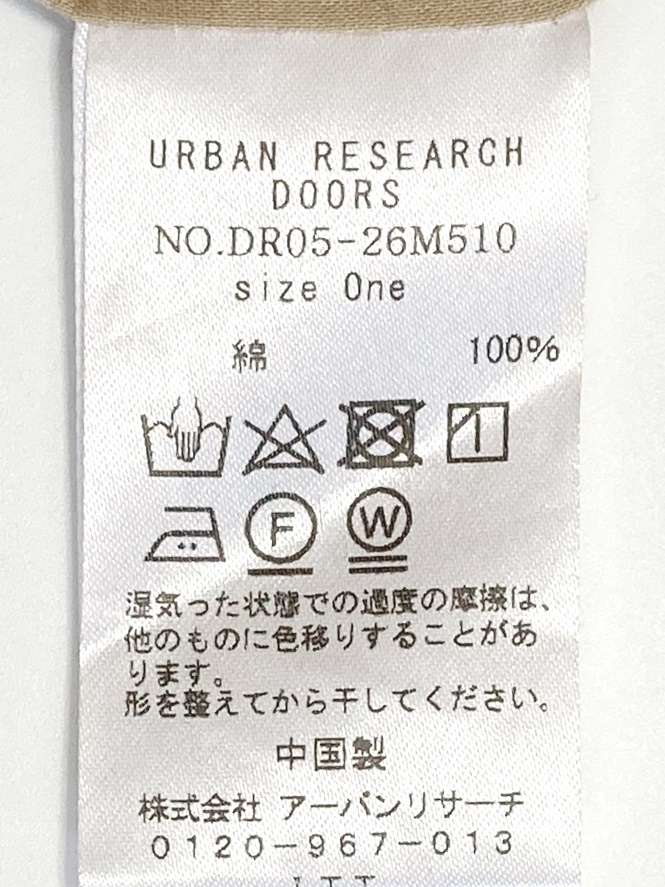 URBAN RESEARCH
DOORS
NO.DR05-26M510
size One
綿 100%
F W
湿気った状態での過度の摩擦は、
他のものに色移りすることがあ
ります。
形を整えてから干してください。
中国製
株式会社 アーバンリサーチ
0120-967-013